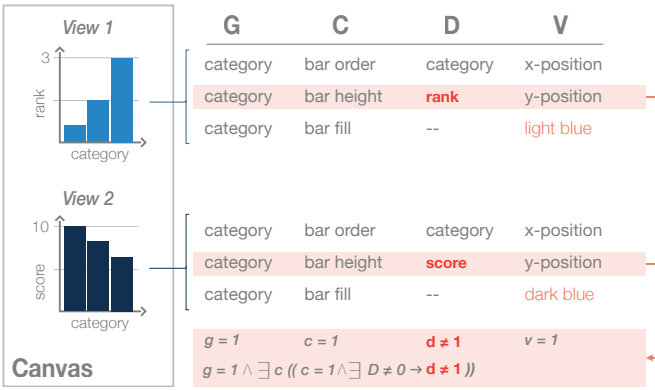 View 1
3
rank
category
G C D V
category bar order category x-position
category bar height rank y-position
category bar fill -- light blue
View 2
10
score
category
category bar order category x-position
category bar height score y-position
category bar fill -- dark blue
g = 1 c = 1 d ≠ 1 v = 1
g = 1 ∧ ∃ c (( c = 1 ∧ ∃ D ≠ 0 → d ≠ 1 ))
Canvas